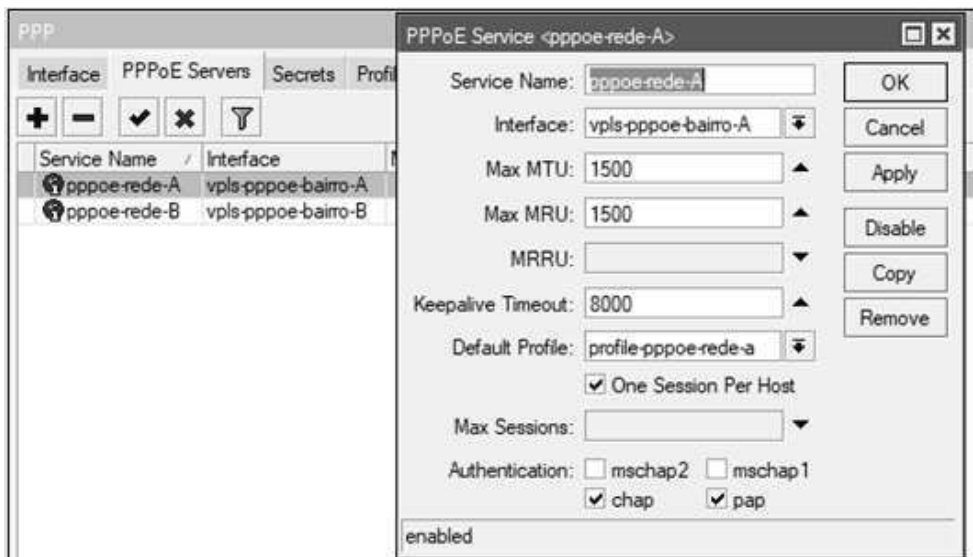 PPP
Interface PPPoE Servers Secrets Profil
Service Name Interface
pppoe-rede-A vpls-pppoe-bairro-A
pppoe-rede-B vpls-pppoe-bairro-B
PPPoE Service <pppoe-rede-A>
Service Name: pppoe-rede-A
Interface: vpls-pppoe-bairro-A
Max MTU: 1500
Max MRU: 1500
MRRU:
Keepalive Timeout: 8000
Default Profile: profile-pppoe-rede-a
One Session Per Host
Max Sessions:
Authentication: mschap2 mschap1
chap pap
enabled
OK
Cancel
Apply
Disable
Copy
Remove